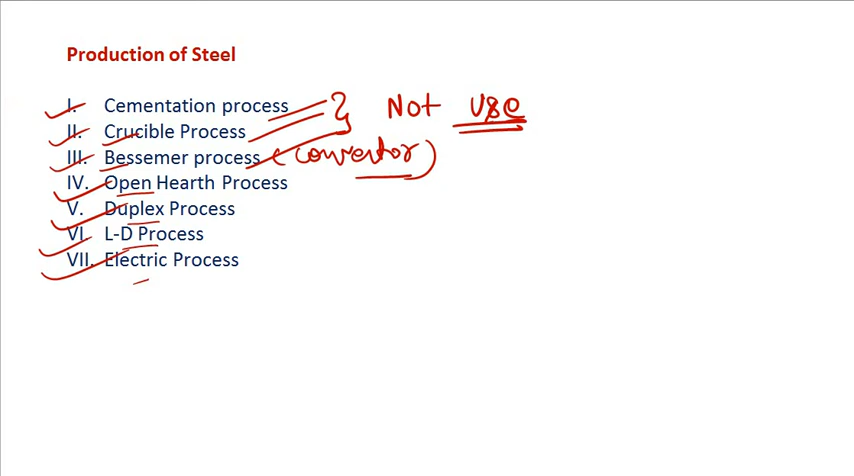 Production of Steel
I. Cementation process } Not use
II. Crucible Process
III. Bessemer process (convertor)
IV. Open Hearth Process
V. Duplex Process
VI. L-D Process
VII. Electric Process